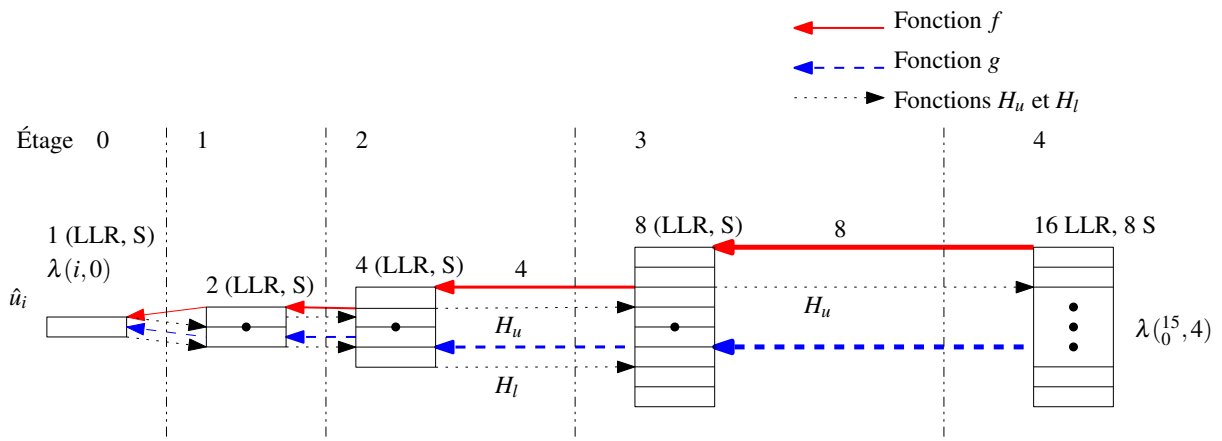 Fonction f
Fonction g
Fonctions H_u et H_l
Étage 0 1 2 3 4
1 (LLR, S)
λ(i,0)
û_i
2 (LLR, S)
4 (LLR, S)
4
8 (LLR, S)
8
16 LLR, 8 S
H_u
H_u
H_l
λ(_0^15,4)